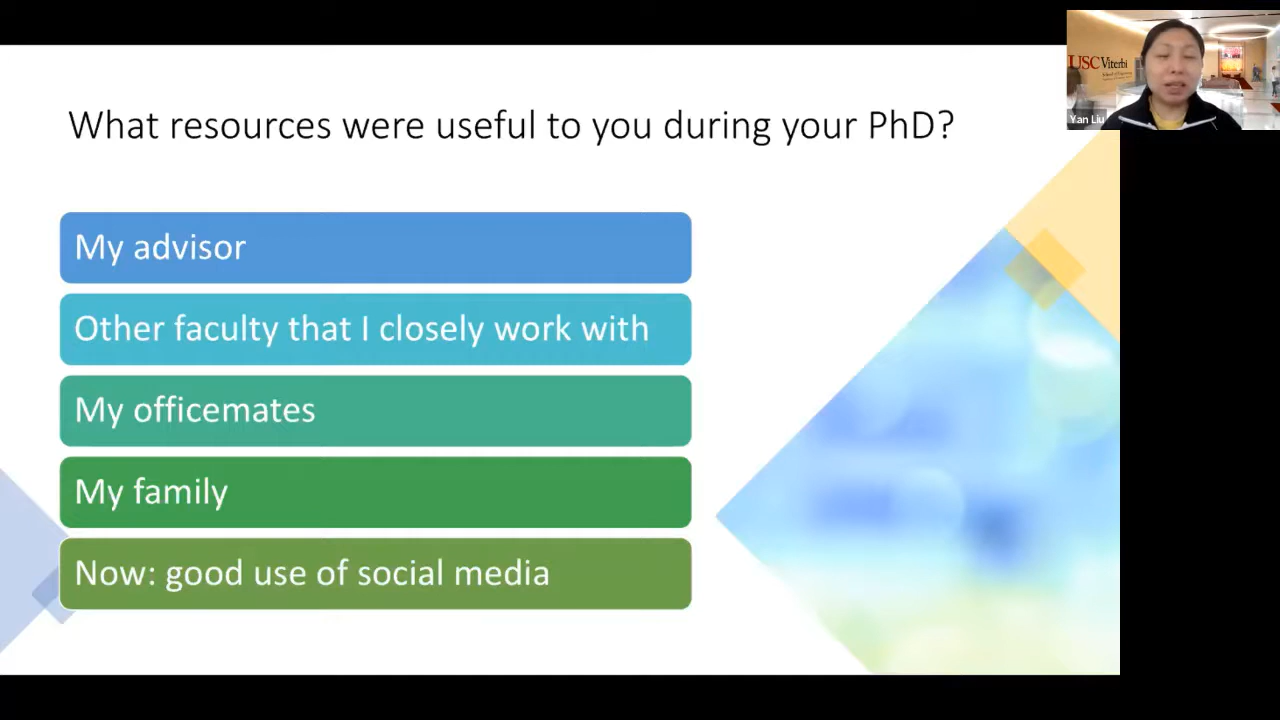 What resources were useful to you during your PhD?
My advisor
Other faculty that I closely work with
My officemates
My family
Now: good use of social media
USC Viterbi
Yan Liu